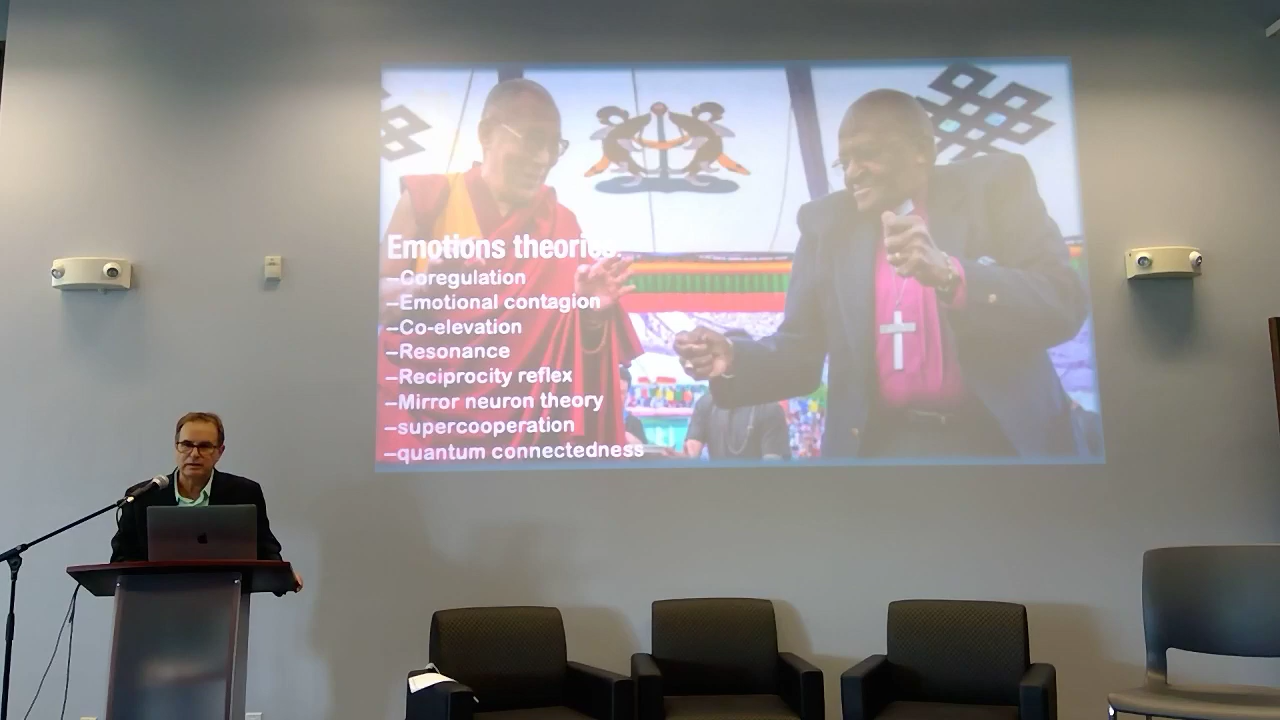 Emotions theories:
–Coregulation
–Emotional contagion
–Co-elevation
–Resonance
–Reciprocity reflex
–Mirror neuron theory
–supercooperation
–quantum connectedness